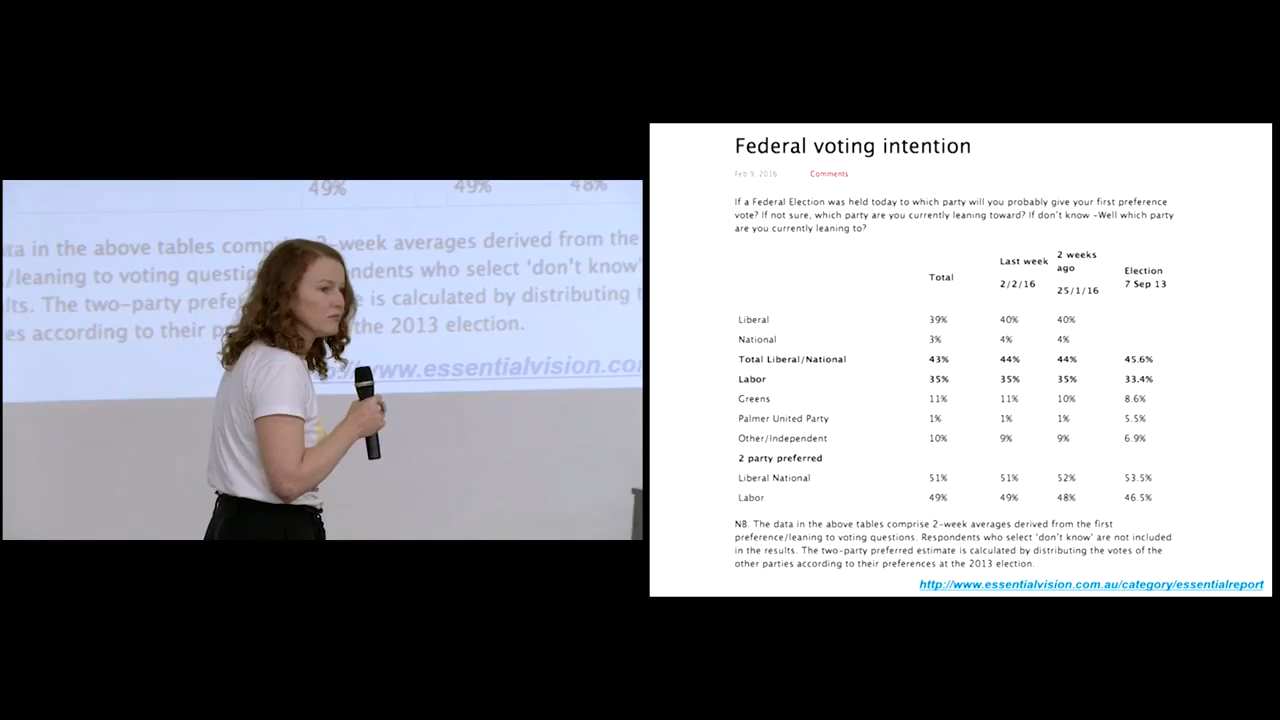 49% 49% 48%
ata in the above tables comprise 2-week averages derived from the
/leaning to voting questio ndents who select ‘don’t know’
lts. The two-party prefer e is calculated by distributing t
es according to their pr the 2013 election.
www.essentialvision.co
Federal voting intention
Feb 9, 2016 Comments
If a Federal Election was held today to which party will you probably give your first preference
vote? If not sure, which party are you currently leaning toward? If don’t know -Well which party
are you currently leaning to?
Total Last week 2/2/16 2 weeks ago 25/1/16 Election 7 Sep 13
Liberal 39% 40% 40%
National 3% 4% 4%
Total Liberal/National 43% 44% 44% 45.6%
Labor 35% 35% 35% 33.4%
Greens 11% 11% 10% 8.6%
Palmer United Party 1% 1% 1% 5.5%
Other/Independent 10% 9% 9% 6.9%
2 party preferred
Liberal National 51% 51% 52% 53.5%
Labor 49% 49% 48% 46.5%
NB. The data in the above tables comprise 2-week averages derived from the first
preference/leaning to voting questions. Respondents who select ‘don’t know’ are not included
in the results. The two-party preferred estimate is calculated by distributing the votes of the
other parties according to their preferences at the 2013 election.
http://www.essentialvision.com.au/category/essentialreport